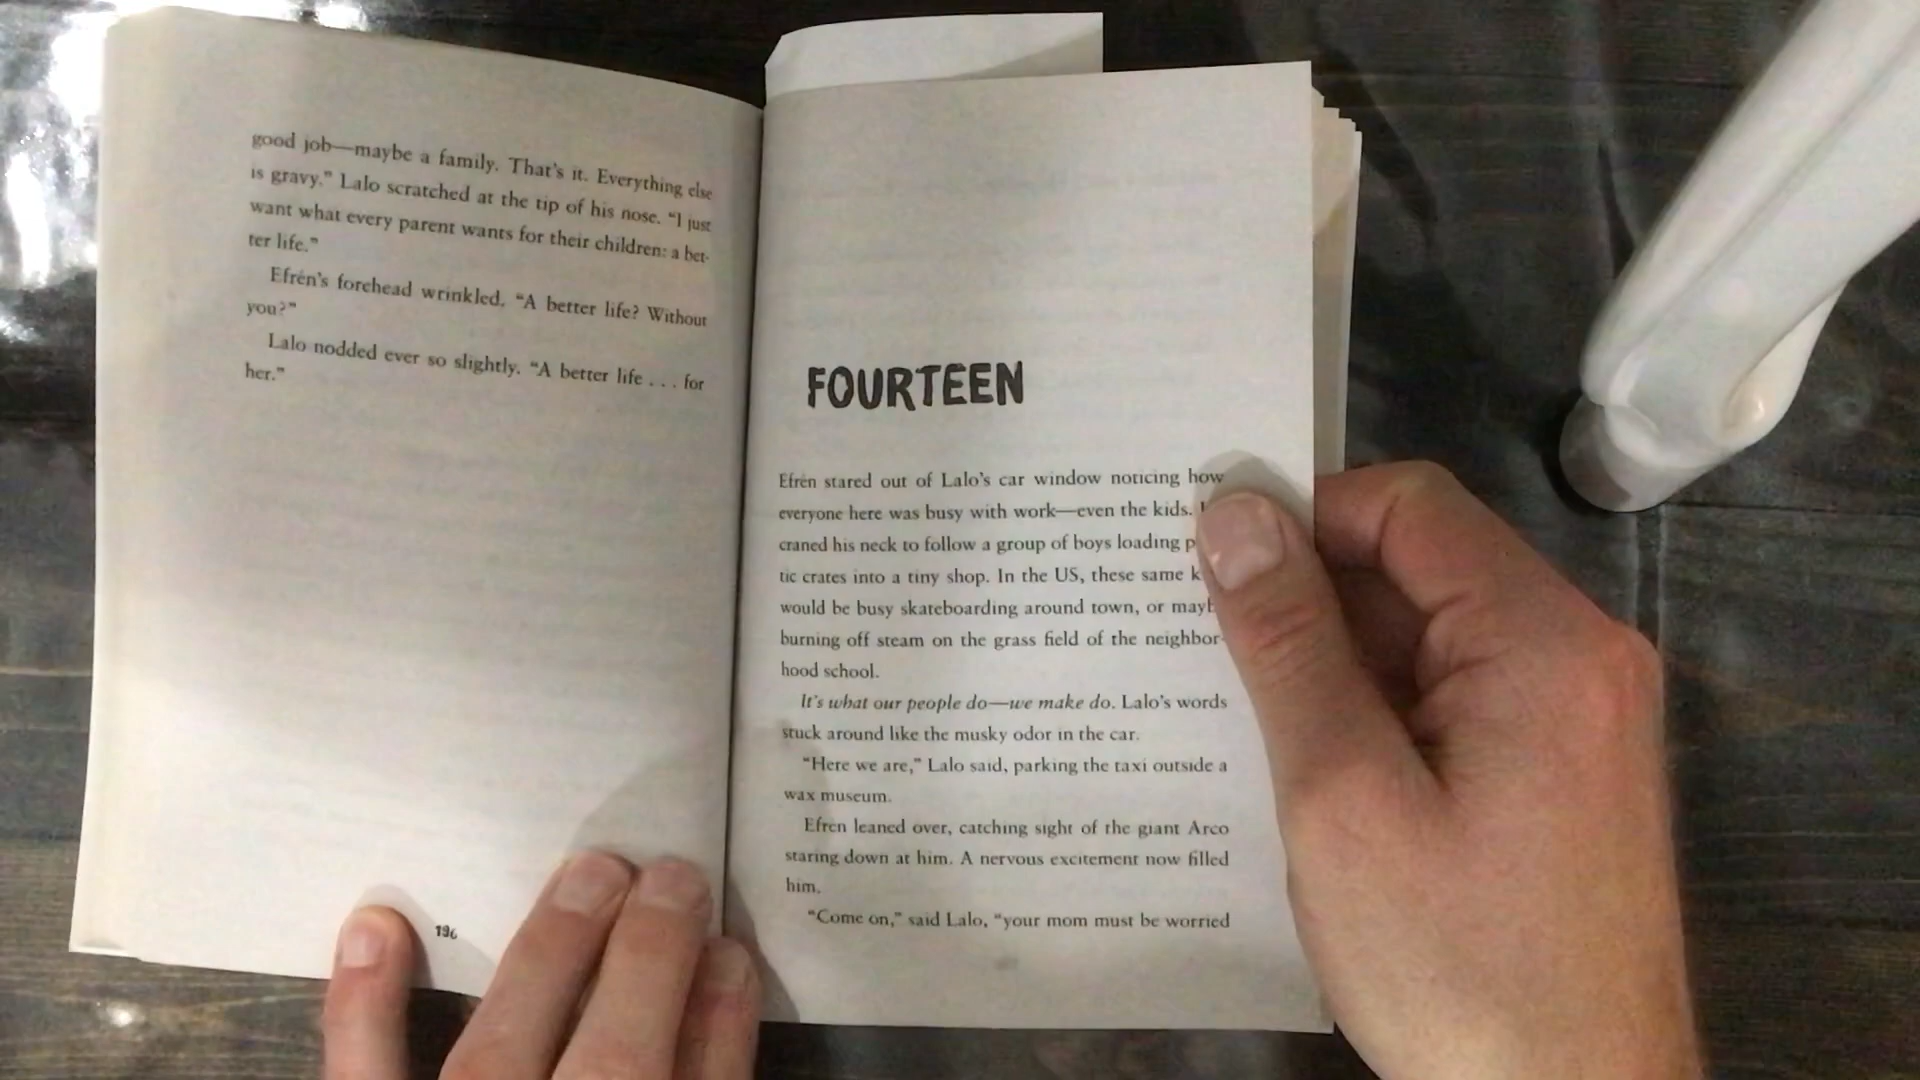 good job—maybe a family. That's it. Everything else
is gravy.” Lalo scratched at the tip of his nose. “I just
want what every parent wants for their children: a bet-
ter life.”
Efrén's forehead wrinkled. “A better life? Without
you?”
Lalo nodded ever so slightly. “A better life . . . for
her.”
196
FOURTEEN
Efrén stared out of Lalo's car window noticing how
everyone here was busy with work—even the kids.
craned his neck to follow a group of boys loading
tic crates into a tiny shop. In the US, these same
would be busy skateboarding around town, or
burning off steam on the grass field of the neighbor-
hood school.
It's what our people do—we make do. Lalo's words
stuck around like the musky odor in the car.
“Here we are,” Lalo said, parking the taxi outside a
wax museum.
Efren leaned over, catching sight of the giant Arco
staring down at him. A nervous excitement now filled
him.
“Come on,” said Lalo, “your mom must be worried